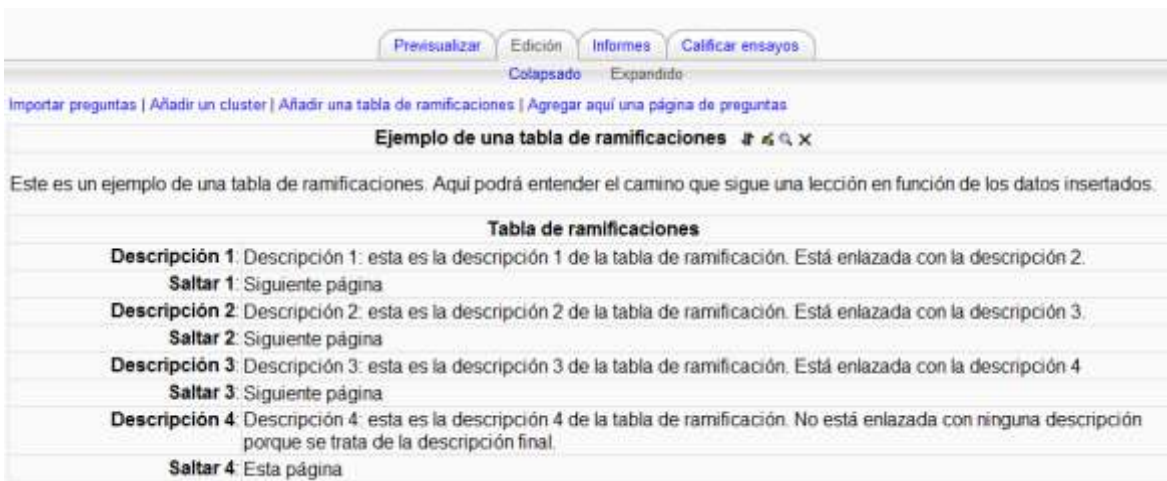 Previsualizar Edición Informes Calificar ensayos
Colapsado Expandido
Importar preguntas | Añadir un cluster | Añadir una tabla de ramificaciones | Agregar aquí una página de preguntas
Ejemplo de una tabla de ramificaciones
Este es un ejemplo de una tabla de ramificaciones. Aquí podrá entender el camino que sigue una lección en función de los datos insertados.
Tabla de ramificaciones
Descripción 1: Descripción 1: esta es la descripción 1 de la tabla de ramificación. Está enlazada con la descripción 2.
Saltar 1: Siguiente página
Descripción 2: Descripción 2: esta es la descripción 2 de la tabla de ramificación. Está enlazada con la descripción 3.
Saltar 2: Siguiente página
Descripción 3: Descripción 3: esta es la descripción 3 de la tabla de ramificación. Está enlazada con la descripción 4
Saltar 3: Siguiente página
Descripción 4: Descripción 4: esta es la descripción 4 de la tabla de ramificación. No está enlazada con ninguna descripción
porque se trata de la descripción final.
Saltar 4: Esta página